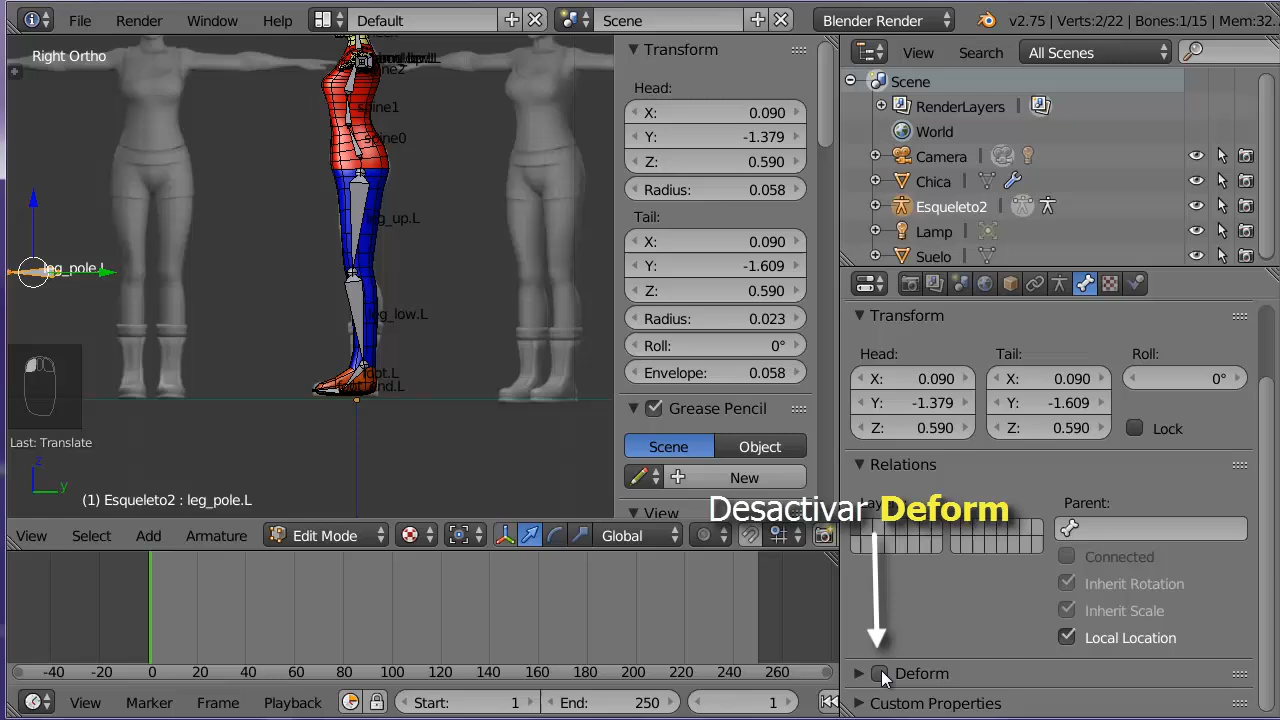 File Render Window Help Default Scene Blender Render v2.75 | Verts:2/22 | Bones:1/15 | Mem:32.
Right Ortho
spine2
spine1
spine0
leg_up.L
leg_pole.L
leg_low.L
foot.L
Last: Translate
z
y
(1) Esqueleto2 : leg_pole.L
Transform
Head:
X: 0.090
Y: -1.379
Z: 0.590
Radius: 0.058
Tail:
X: 0.090
Y: -1.609
Z: 0.590
Radius: 0.023
Roll: 0°
Envelope: 0.058
Grease Pencil
Scene Object
New
View
View Search All Scenes
Scene
RenderLayers
World
Camera
Chica
Esqueleto2
Lamp
Suelo
Transform
Head: Tail: Roll:
X: 0.090 X: 0.090 0°
Y: -1.379 Y: -1.609
Z: 0.590 Z: 0.590 Lock
Relations
Parent:
Desactivar Deform
Connected
Inherit Rotation
Inherit Scale
Local Location
Deform
Custom Properties
View Select Add Armature Edit Mode Global
-40 -20 0 20 40 60 80 100 120 140 160 180 200 220 240 260
View Marker Frame Playback Start: 1 End: 250 1